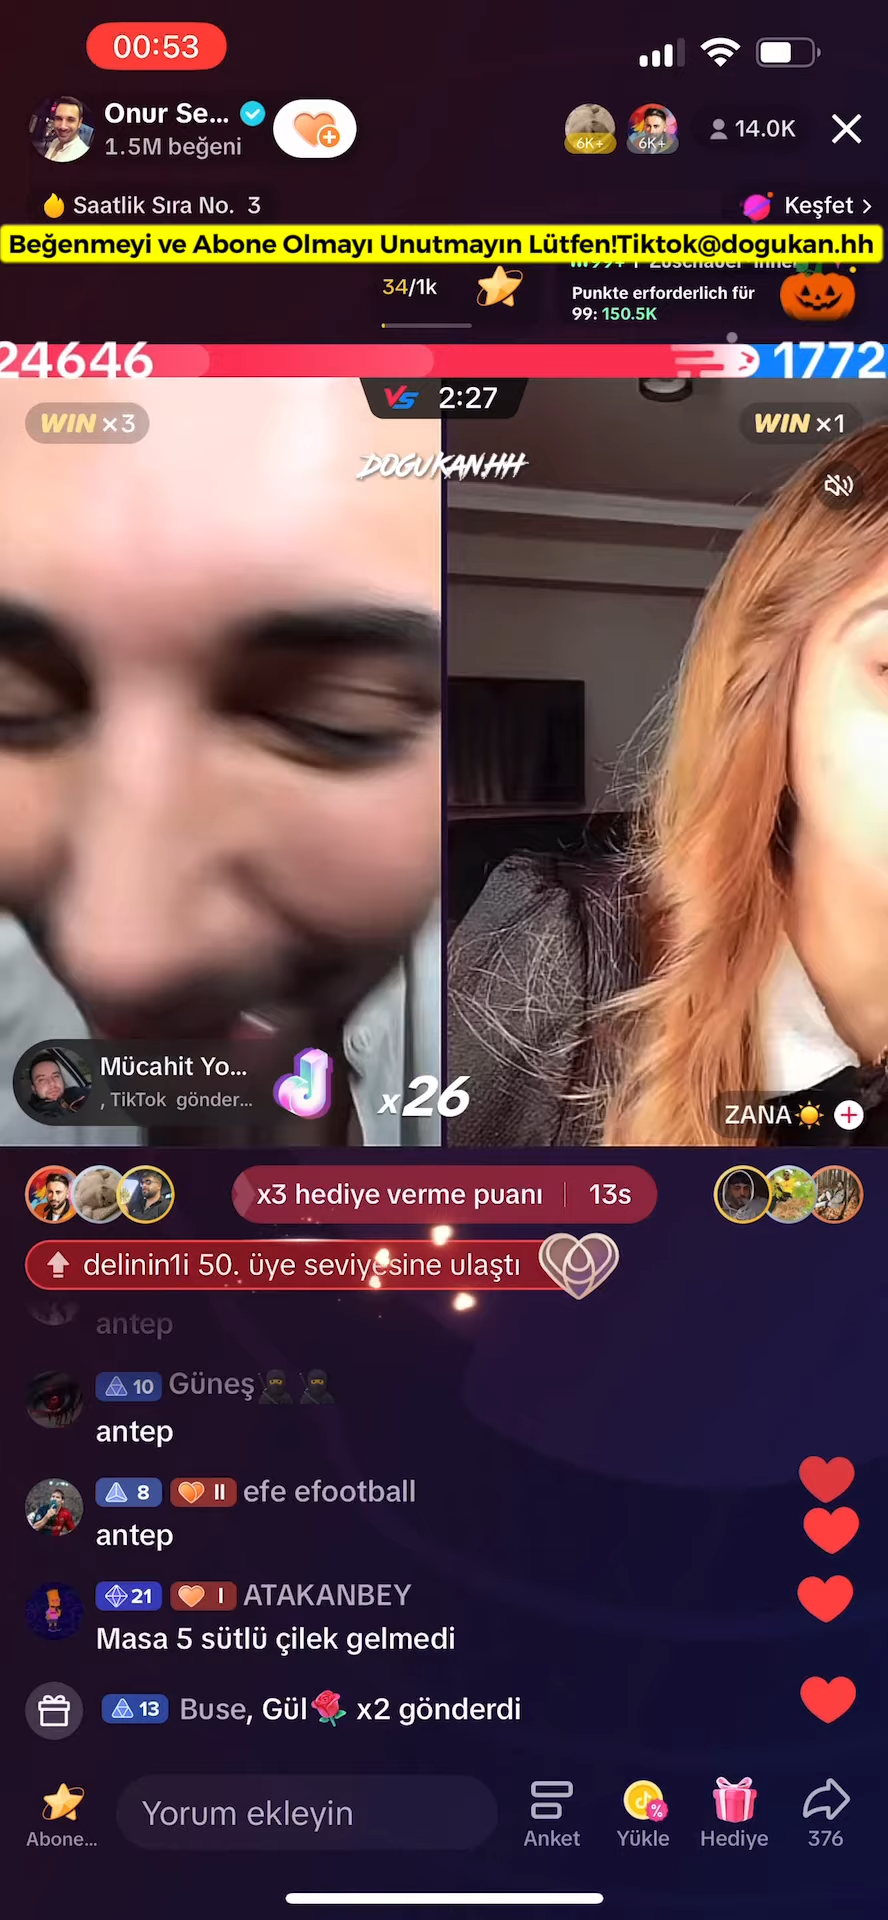 00:53
Onur Se...
1.5M beğeni
6K+
6K+
14.0K
Saatlik Sıra No. 3
Keşfet >
Beğenmeyi ve Abone Olmayı Unutmayın Lütfen!Tiktok@dogukan.hh
34/1k
Punkte erforderlich für
99: 150.5K
24646
1772
VS 2:27
WIN x3
WIN x1
DOGUKAN.HH
Mücahit Yo...
, TikTok gönder...
x26
ZANA
x3 hediye verme puanı
13s
delinin1i 50. üye seviyesine ulaştı
antep
10 Güneş
antep
8 II efe efootball
antep
21 I ATAKANBEY
Masa 5 sütlü çilek gelmedi
13 Buse, Gül x2 gönderdi
Abone...
Yorum ekleyin
Anket
Yükle
Hediye
376